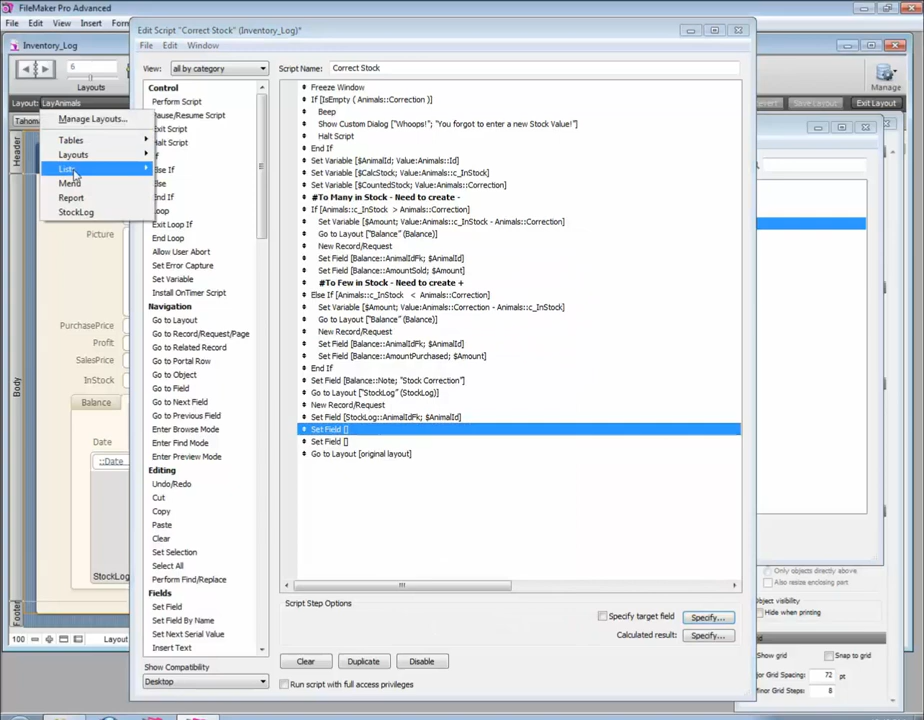 FileMaker Pro Advanced
File Edit View Insert
Inventory_Log
6
Layouts
Manage
Layout: LayAnimals
Save Layout Exit Layout
Manage Layouts...
Tables
Layouts
Menu
Report
StockLog
Header
Body
Footer
Picture
PurchasePrice
Profit
SalesPrice
InStock
Balance
Date
::Date
StockLog
100
Layout
Edit Script "Correct Stock" (Inventory_Log)*
File Edit Window
View: all by category
Script Name: Correct Stock
Control
Perform Script
Pause/Resume Script
Exit Script
Halt Script
If
Else If
Else
End If
Loop
Exit Loop If
End Loop
Allow User Abort
Set Error Capture
Set Variable
Install OnTimer Script
Navigation
Go to Layout
Go to Record/Request/Page
Go to Related Record
Go to Portal Row
Go to Object
Go to Field
Go to Next Field
Go to Previous Field
Enter Browse Mode
Enter Find Mode
Enter Preview Mode
Editing
Undo/Redo
Cut
Copy
Paste
Clear
Set Selection
Select All
Perform Find/Replace
Fields
Set Field
Set Field By Name
Set Next Serial Value
Insert Text
Show Compatibility
Desktop
Freeze Window
If [IsEmpty ( Animals::Correction )]
Beep
Show Custom Dialog ["Whoops!"; "You forgot to enter a new Stock Value!"]
Halt Script
End If
Set Variable [$AnimalId; Value:Animals::Id]
Set Variable [$CalcStock; Value:Animals::c_InStock]
Set Variable [$CountedStock; Value:Animals::c_InStock]
#To Many in Stock - Need to create -
If [Animals::c_InStock > Animals::Correction]
Set Variable [$Amount; Value:Animals::c_InStock - Animals::Correction]
Go to Layout ["Balance" (Balance)]
New Record/Request
Set Field [Balance::AnimalIdFk; $AnimalId]
Set Field [Balance::AmountSold; $Amount]
#To Few in Stock - Need to create +
Else If [Animals::c_InStock < Animals::Correction]
Set Variable [$Amount; Value:Animals::Correction - Animals::c_InStock]
Go to Layout ["Balance" (Balance)]
New Record/Request
Set Field [Balance::AnimalIdFk; $AnimalId]
Set Field [Balance::AmountPurchased; $Amount]
End If
Set Field [Balance::Note; "Stock Correction"]
Go to Layout ["StockLog" (StockLog)]
New Record/Request
Set Field [StockLog::AnimalIdFk; $AnimalId]
Set Field []
Set Field []
Go to Layout [original layout]
Script Step Options
Specify target field Specify...
Calculated result: Specify...
Clear Duplicate Disable
Run script with full access privileges
Only objects directly above
Also resize enclosing part
Object visibility
Hide when printing
Show grid Snap to grid
Major Grid Spacing: 72 pt
Minor Grid Steps: 8